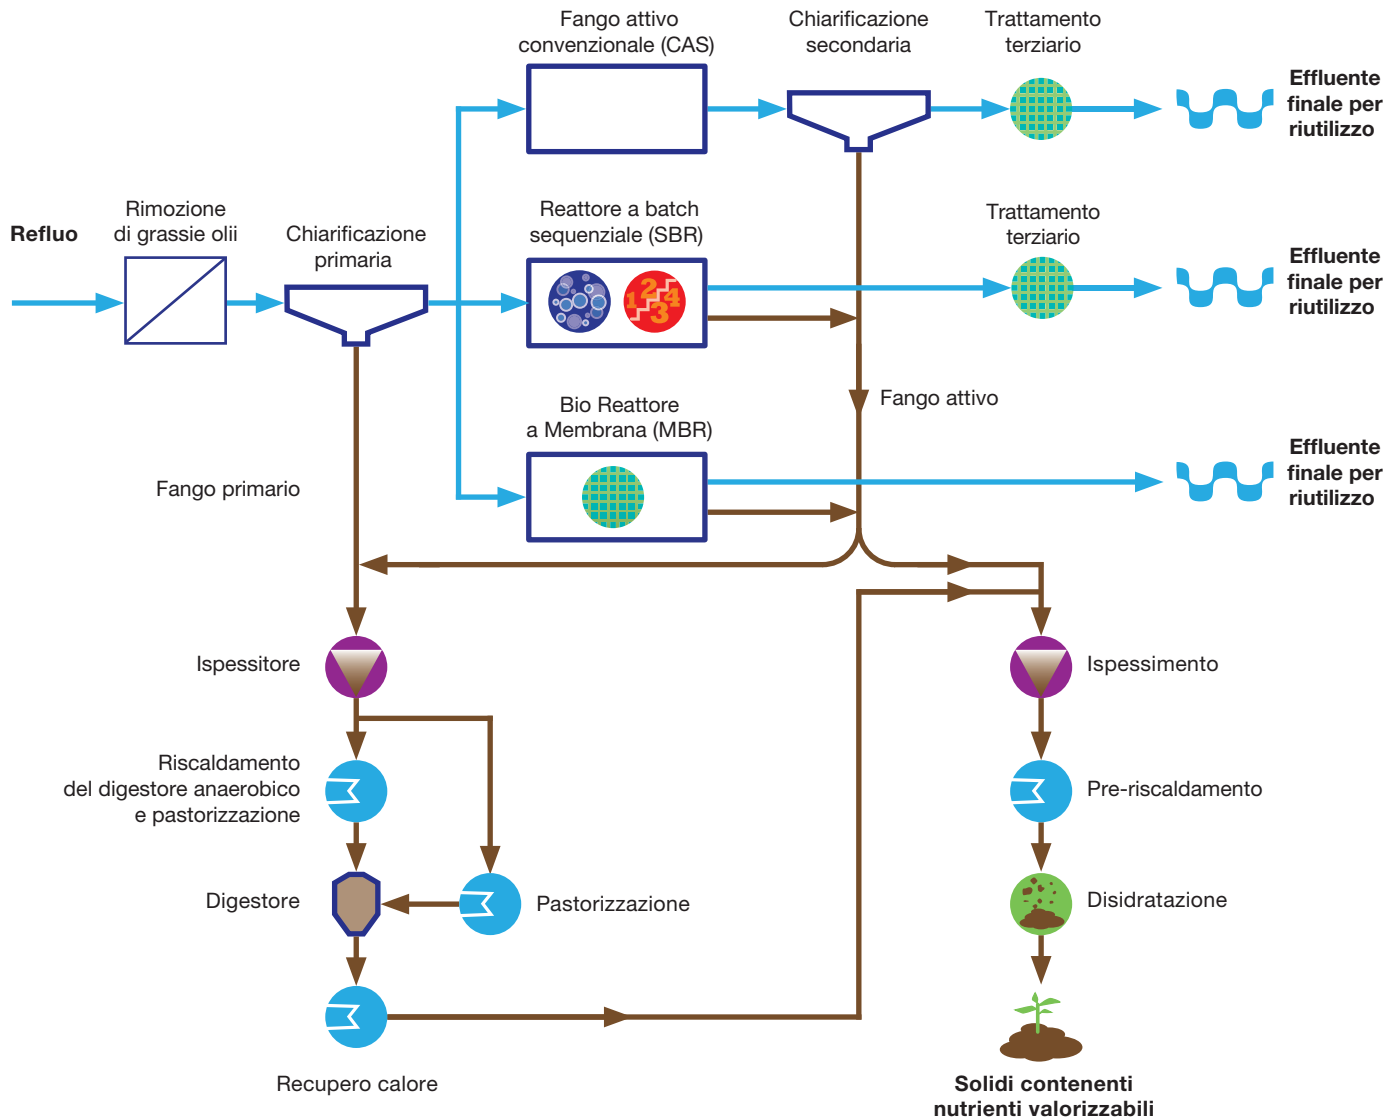 Fango attivo
convenzionale (CAS)
Chiarificazione
secondaria
Trattamento
terziario
Effluente
finale per
riutilizzo
Refluo
Rimozione
di grassie olii
Chiarificazione
primaria
Reattore a batch
sequenziale (SBR)
1 2 3 4
Trattamento
terziario
Effluente
finale per
riutilizzo
Fango attivo
Bio Reattore
a Membrana (MBR)
Effluente
finale per
riutilizzo
Fango primario
Ispessitore
Ispessimento
Riscaldamento
del digestore anaerobico
e pastorizzazione
Pre-riscaldamento
Digestore
Pastorizzazione
Disidratazione
Recupero calore
Solidi contenenti
nutrienti valorizzabili